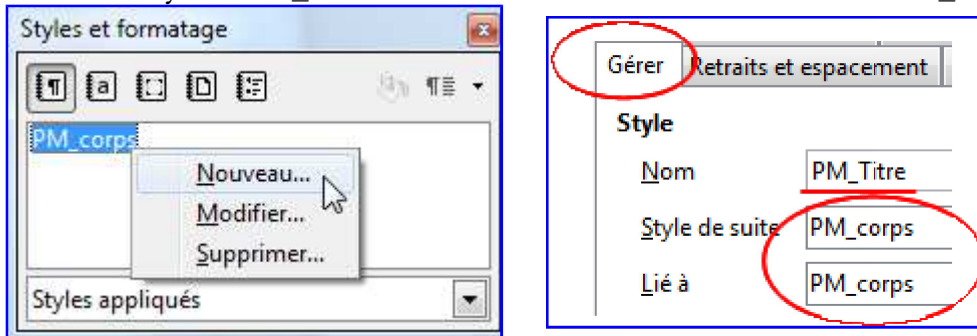 Styles et formatage
PM_corps
Nouveau...
Modifier...
Supprimer...
Styles appliqués
Gérer Retraits et espacement
Style
Nom PM_Titre
Style de suite PM_corps
Lié à PM_corps